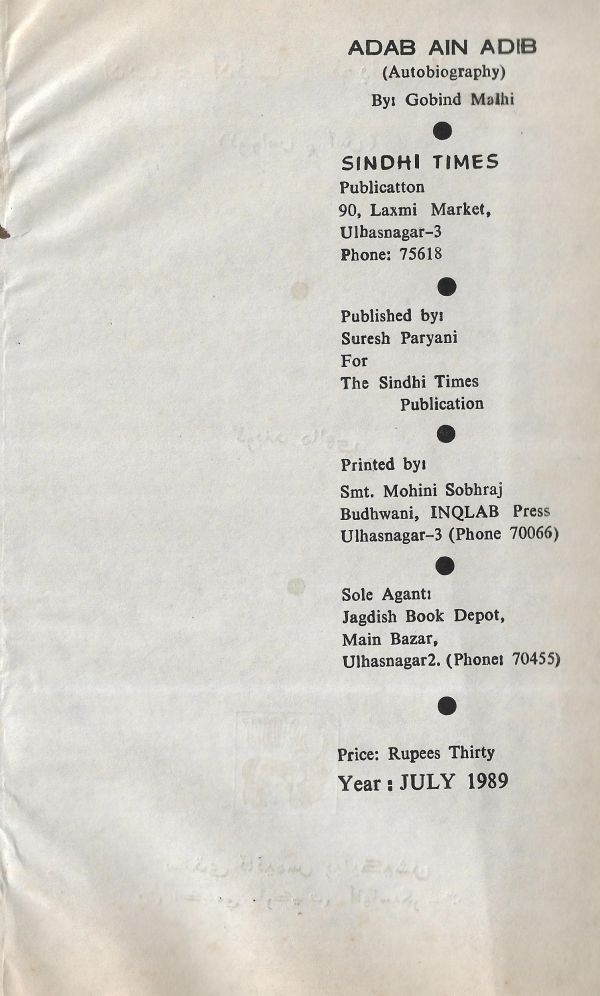 ADAB AIN ADIB
(Autobiography)
By: Gobind Malhi
SINDHI TIMES
Publicatton
90, Laxmi Market,
Ulhasnagar-3
Phone: 75618
Published by:
Suresh Paryani
For
The Sindhi Times
Publication
Printed by:
Smt. Mohini Sobhraj
Budhwani, INQLAB Press
Ulhasnagar-3 (Phone 70066)
Sole Agant:
Jagdish Book Depot,
Main Bazar,
Ulhasnagar2. (Phone: 70455)
Price: Rupees Thirty
Year : JULY 1989